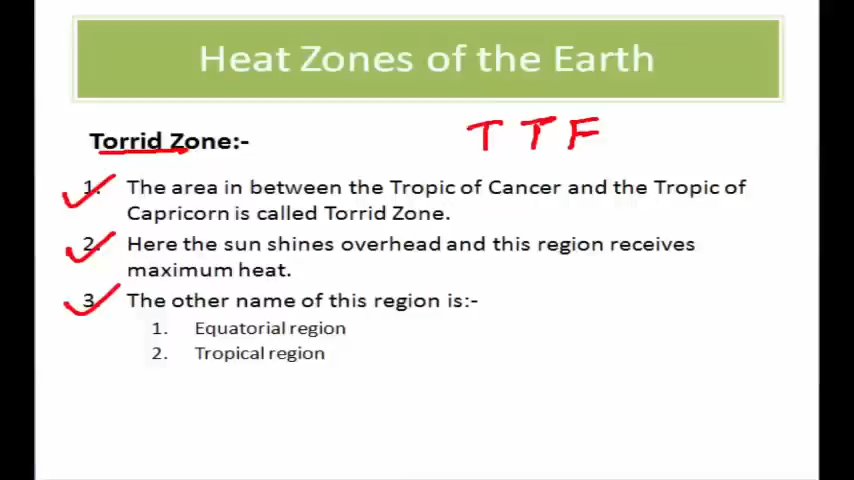 Heat Zones of the Earth
Torrid Zone:-
T T F
1. The area in between the Tropic of Cancer and the Tropic of
Capricorn is called Torrid Zone.
2. Here the sun shines overhead and this region receives
maximum heat.
3. The other name of this region is:-
1. Equatorial region
2. Tropical region